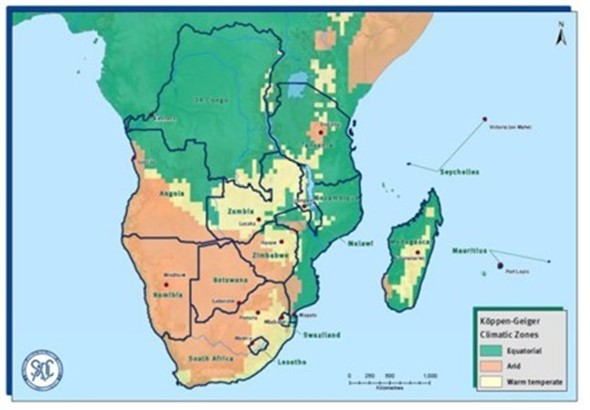 N
DR Congo
Kinshasa
Victoria (on Mahe)
Seychelles
Angola
Zambia
Lusaka
Mozambique
Malawi
Madagascar
Mauritius
Port Louis
Harare
Zimbabwe
Windhoek
Namibia
Botswana
Gaborone
Pretoria
Maputo
Swaziland
South Africa
Lesotho
Köppen-Geiger
Climatic Zones
Equatorial
Arid
Warm temperate
0 250 500 1,000
Kilometres